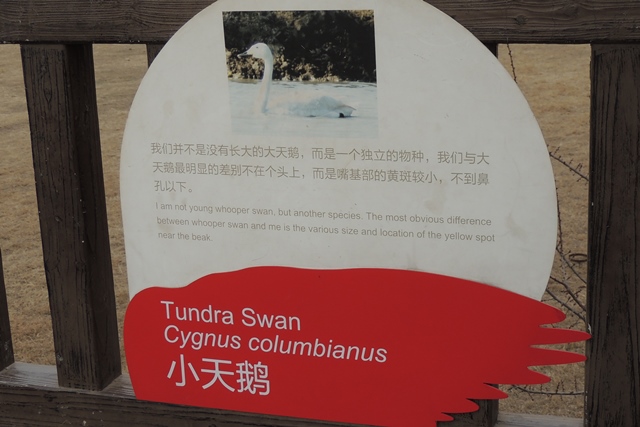 我们并不是没有长大的大天鹅，而是一个独立的物种，我们与大
天鹅最明显的差别不在个头上，而是嘴基部的黄斑较小，不到鼻
孔以下。
I am not young whooper swan, but another species. The most obvious difference
between whooper swan and me is the various size and location of the yellow spot
near the beak.
Tundra Swan
Cygnus columbianus
小天鹅